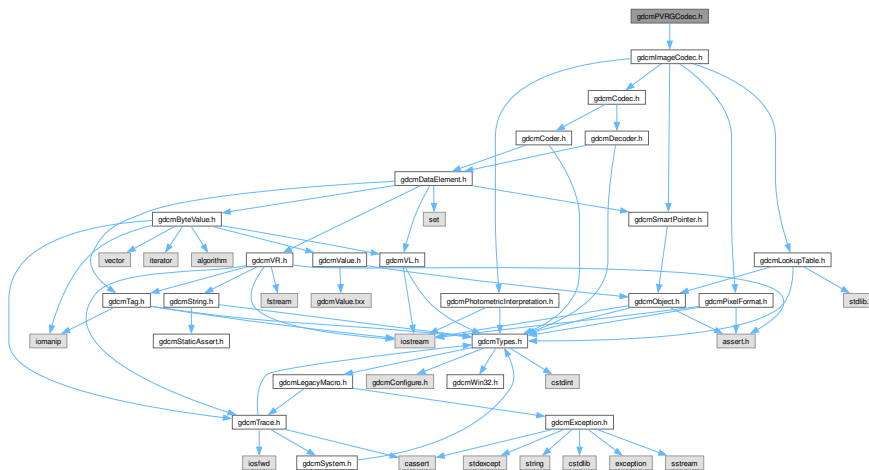 gdcmPVRGCodec.h
gdcmImageCodec.h
gdcmCodec.h
gdcmCoder.h
gdcmDecoder.h
gdcmDataElement.h
gdcmByteValue.h
set
gdcmSmartPointer.h
vector
iterator
algorithm
gdcmVR.h
gdcmValue.h
gdcmVL.h
gdcmLookupTable.h
gdcmTag.h
gdcmString.h
fstream
gdcmValue.txx
gdcmPhotometricInterpretation.h
gdcmObject.h
gdcmPixelFormat.h
stdlib.
iomanip
gdcmStaticAssert.h
iostream
gdcmTypes.h
assert.h
gdcmLegacyMacro.h
gdcmConfigure.h
gdcmWin32.h
cstdint
gdcmTrace.h
gdcmException.h
iosfwd
gdcmSystem.h
cassert
stdexcept
string
cstdlib
exception
sstream